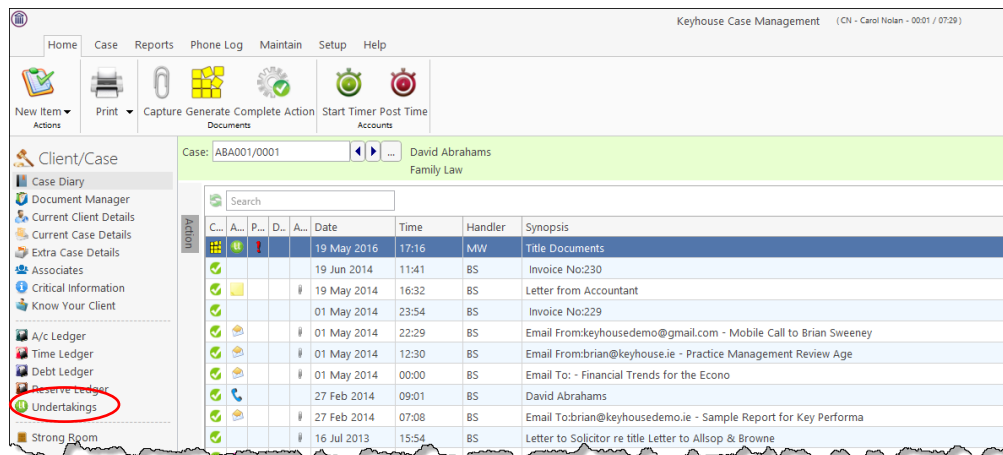 Keyhouse Case Management (CN - Carol Nolan - 00:01 / 07:29)
Home Case Reports Phone Log Maintain Setup Help
New Item Print Capture Generate Complete Action Start Timer Post Time
Actions Documents Accounts
Client/Case
Case Diary
Document Manager
Current Client Details
Current Case Details
Extra Case Details
Associates
Critical Information
Know Your Client
A/c Ledger
Time Ledger
Debt Ledger
Reserve Ledger
Undertakings
Strong Room
Case: ABA001/0001 ... David Abrahams
Family Law
Action
Search
C... A... P... D... A... Date Time Handler Synopsis
19 May 2016 17:16 MW Title Documents
19 Jun 2014 11:41 BS Invoice No:230
19 May 2014 16:32 BS Letter from Accountant
01 May 2014 23:54 BS Invoice No:229
01 May 2014 22:29 BS Email From:keyhousedemo@gmail.com - Mobile Call to Brian Sweeney
01 May 2014 12:30 BS Email From:brian@keyhouse.ie - Practice Management Review Age
01 May 2014 00:00 BS Email To: - Financial Trends for the Econo
27 Feb 2014 09:01 BS David Abrahams
27 Feb 2014 07:08 BS Email To:brian@keyhousedemo.ie - Sample Report for Key Performa
16 Jul 2013 15:54 BS Letter to Solicitor re title Letter to Allsop & Browne